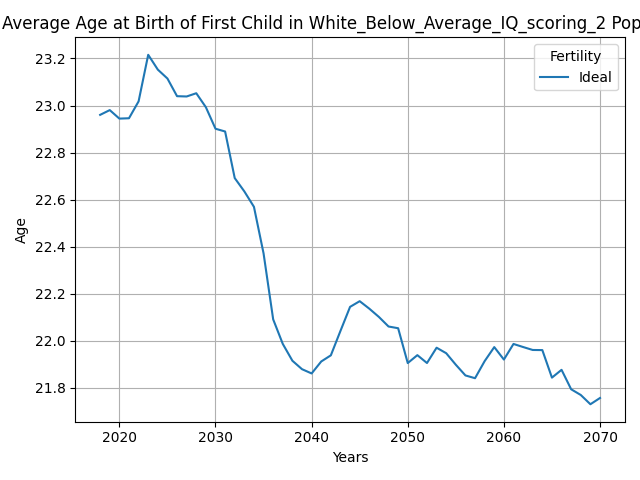 Average Age at Birth of First Child in White_Below_Average_IQ_scoring_2 Pop
Fertility
Ideal
23.2
23.0
22.8
22.6
22.4
22.2
22.0
21.8
Age
2020 2030 2040 2050 2060 2070
Years